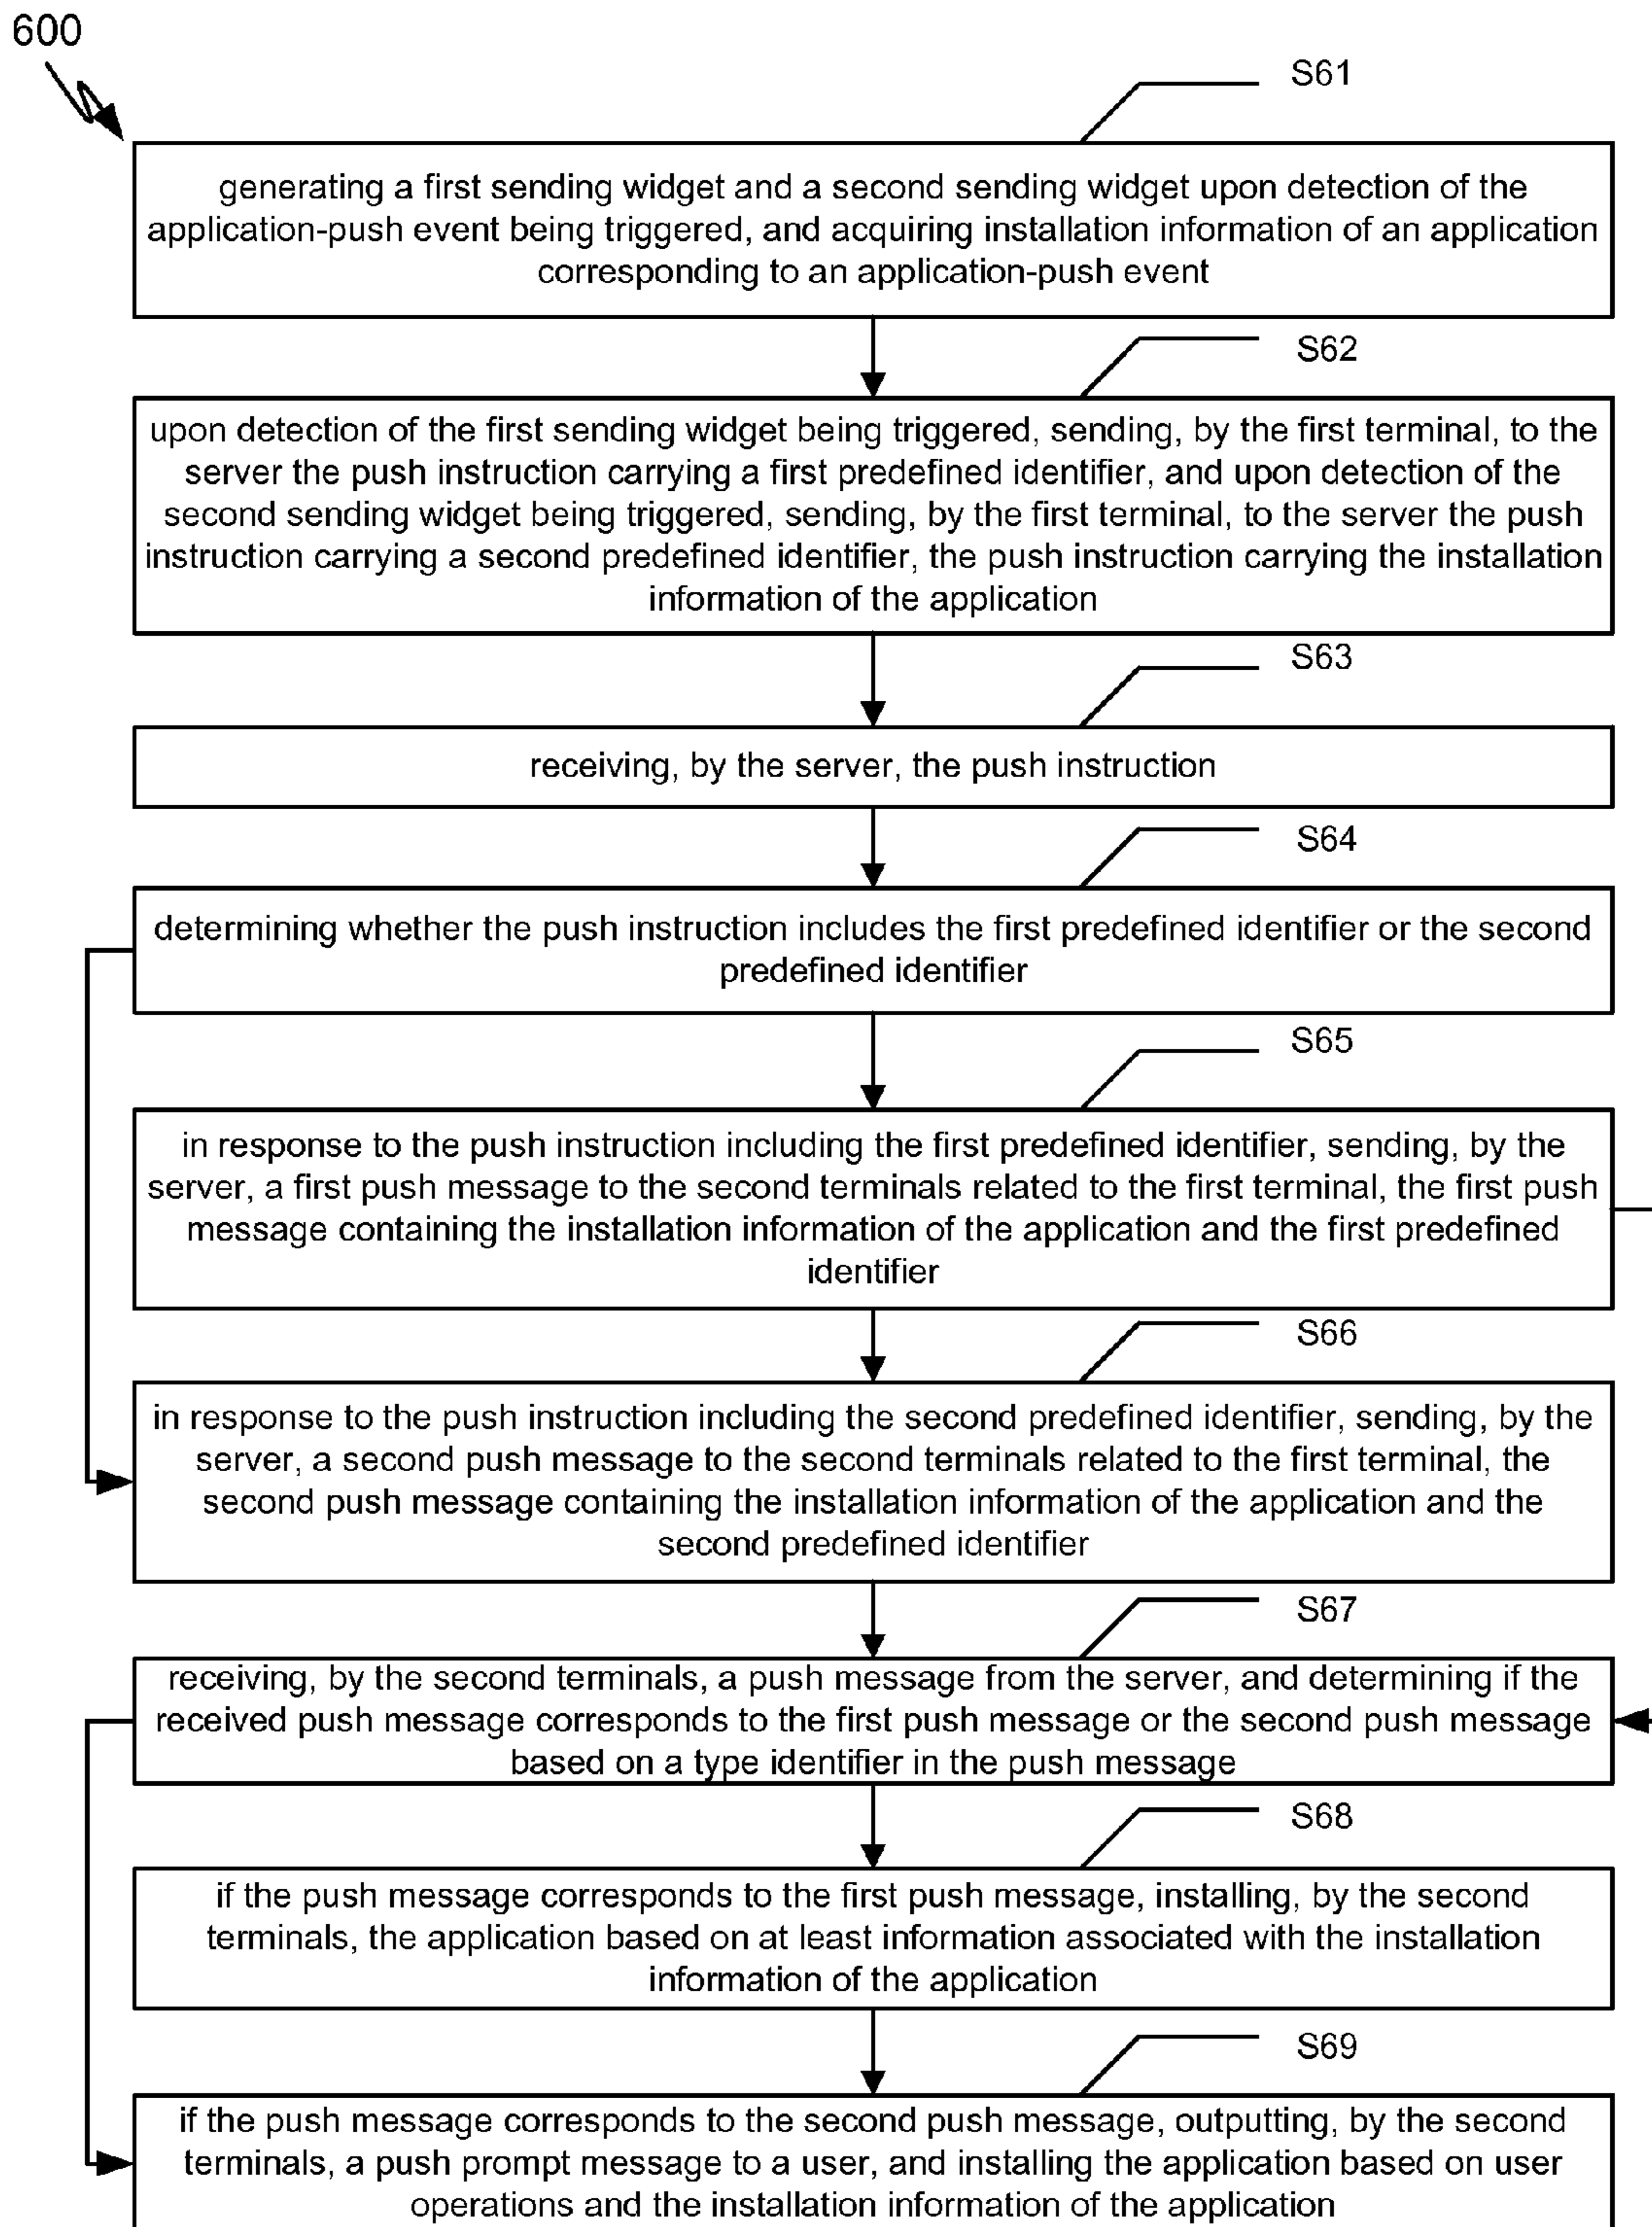 600
S61
generating a first sending widget and a second sending widget upon detection of the
application-push event being triggered, and acquiring installation information of an application
corresponding to an application-push event
S62
upon detection of the first sending widget being triggered, sending, by the first terminal, to the
server the push instruction carrying a first predefined identifier, and upon detection of the
second sending widget being triggered, sending, by the first terminal, to the server the push
instruction carrying a second predefined identifier, the push instruction carrying the installation
information of the application
S63
receiving, by the server, the push instruction
S64
determining whether the push instruction includes the first predefined identifier or the second
predefined identifier
S65
in response to the push instruction including the first predefined identifier, sending, by the
server, a first push message to the second terminals related to the first terminal, the first push
message containing the installation information of the application and the first predefined
identifier
S66
in response to the push instruction including the second predefined identifier, sending, by the
server, a second push message to the second terminals related to the first terminal, the
second push message containing the installation information of the application and the
second predefined identifier
S67
receiving, by the second terminals, a push message from the server, and determining if the
received push message corresponds to the first push message or the second push message
based on a type identifier in the push message
S68
if the push message corresponds to the first push message, installing, by the second
terminals, the application based on at least information associated with the installation
information of the application
S69
if the push message corresponds to the second push message, outputting, by the second
terminals, a push prompt message to a user, and installing the application based on user
operations and the installation information of the application